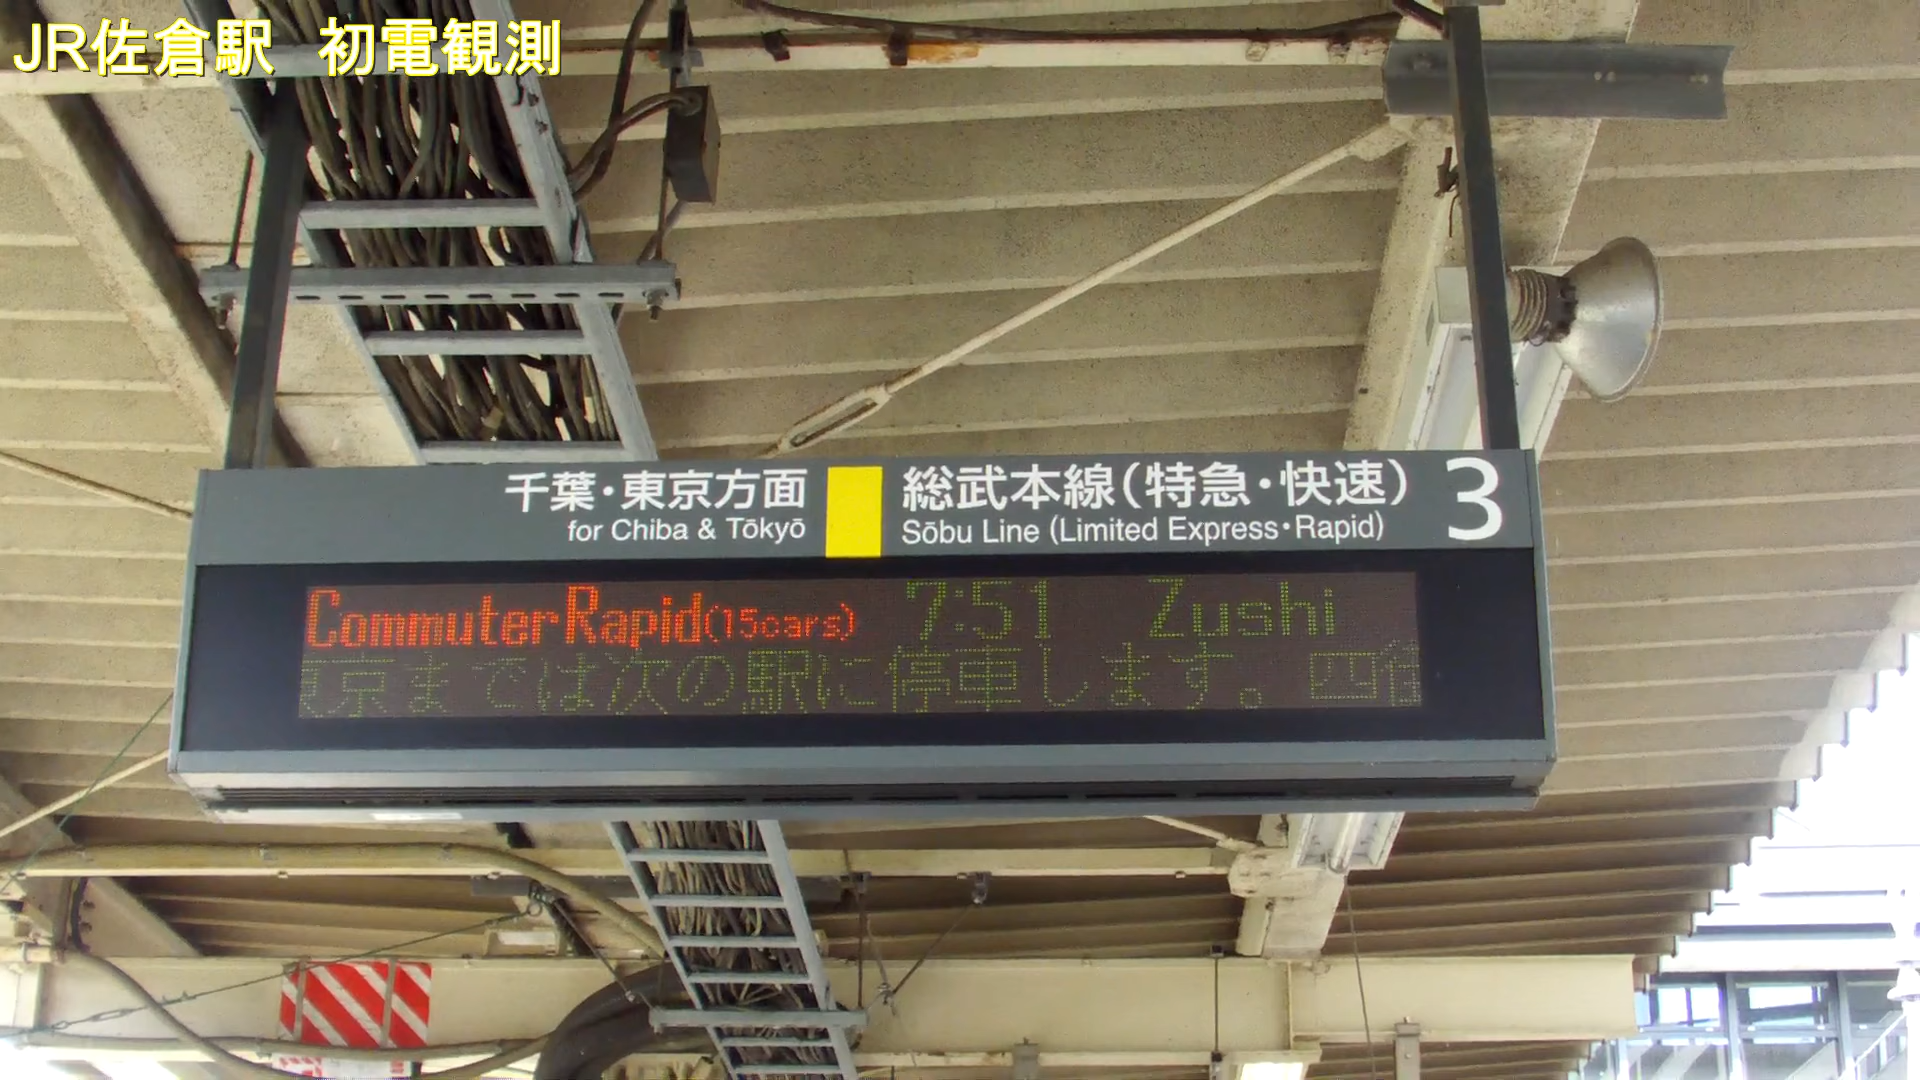 JR佐倉駅 初電観測
千葉・東京方面 総武本線(特急・快速) 3
for Chiba & Tōkyō Sōbu Line (Limited Express・Rapid)
CommuterRapid(15cars) 7:51 Zushi
京までは次の駅に停車します。四